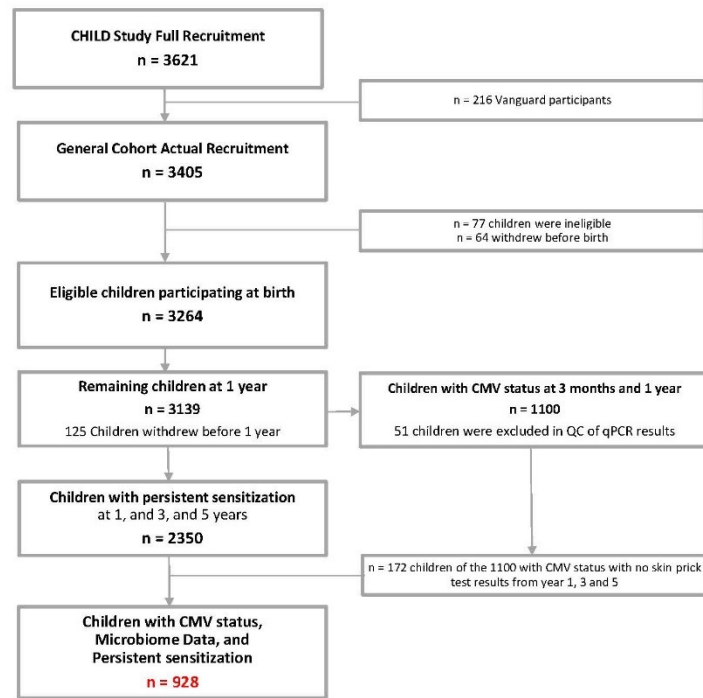 CHILD Study Full Recruitment
n = 3621
n = 216 Vanguard participants
General Cohort Actual Recruitment
n = 3405
n = 77 children were ineligible
n = 64 withdrew before birth
Eligible children participating at birth
n = 3264
Remaining children at 1 year
n = 3139
125 Children withdrew before 1 year
Children with CMV status at 3 months and 1 year
n = 1100
51 children were excluded in QC of qPCR results
Children with persistent sensitization
at 1, and 3, and 5 years
n = 2350
n = 172 children of the 1100 with CMV status with no skin prick
test results from year 1, 3 and 5
Children with CMV status,
Microbiome Data, and
Persistent sensitization
n = 928